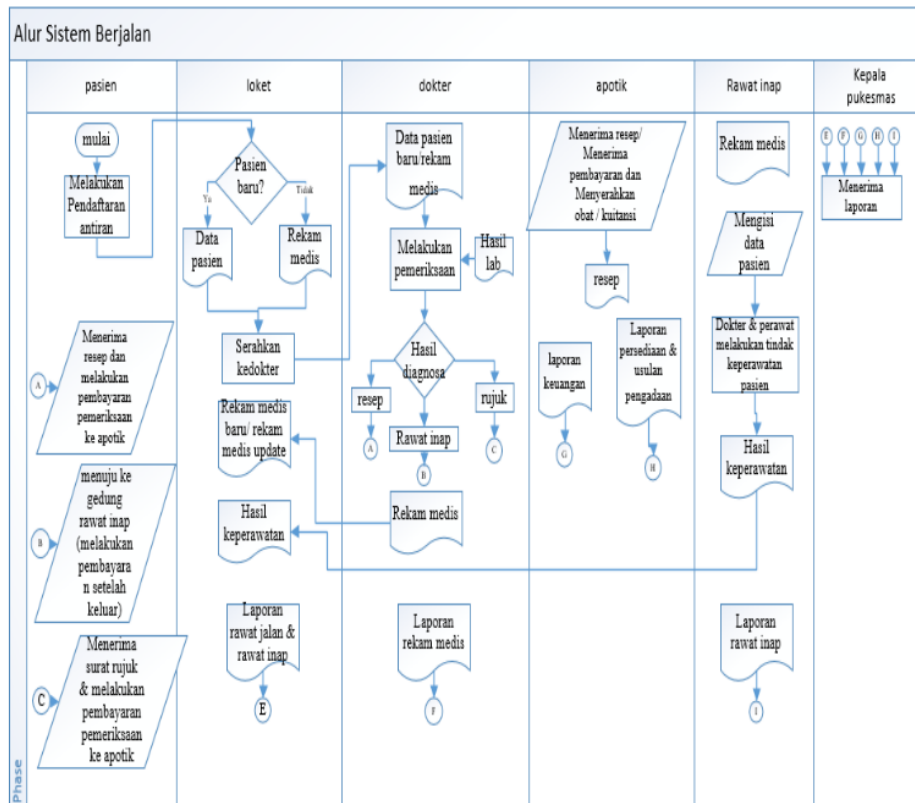 Alur Sistem Berjalan
pasien
loket
dokter
apotik
Rawat inap
Kepala
pukesmas
mulai
Melakukan
Pendaftaran
antiran
Menerima
resep dan
melakukan
pembayaran
pemeriksaan
ke apotik
A
menuju ke
gedung
rawat inap
(melakukan
pembayara
n setelah
keluar)
B
Menerima
surat rujuk
& melakukan
pembayaran
pemeriksaan
ke apotik
C
Pasien
baru?
Ya
Tidak
Data
pasien
Rekam
medis
Serahkan
kedokter
Rekam medis
baru/ rekam
medis update
Hasil
keperawatan
Laporan
rawat jalan &
rawat inap
E
Data pasien
baru/rekam
medis
Melakukan
pemeriksaan
Hasil
lab
Hasil
diagnosa
resep
rujuk
Rawat inap
A
B
C
Rekam medis
Laporan
rekam medis
F
Menerima resep/
Menerima
pembayaran dan
Menyerahkan
obat / kuitansi
resep
laporan
keuangan
G
Laporan
persediaan &
usulan
pengadaan
H
Rekam medis
Mengisi
data
pasien
Dokter & perawat
melakukan tindak
keperawatan
pasien
Hasil
keperawatan
Laporan
rawat inap
I
E F G H I
Menerima
laporan
Phase